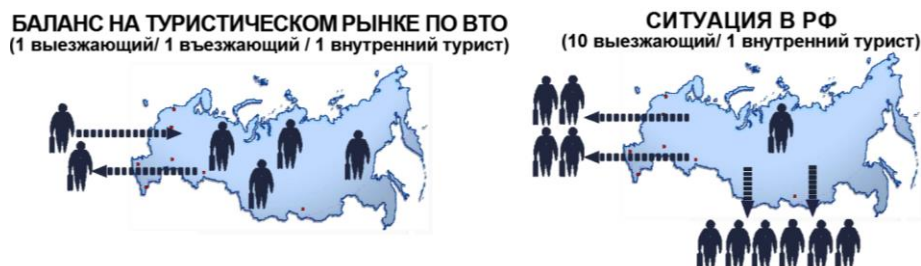 БАЛАНС НА ТУРИСТИЧЕСКОМ РЫНКЕ ПО ВТО
(1 выезжающий/ 1 въезжающий / 1 внутренний турист)
СИТУАЦИЯ В РФ
(10 выезжающий/ 1 внутренний турист)